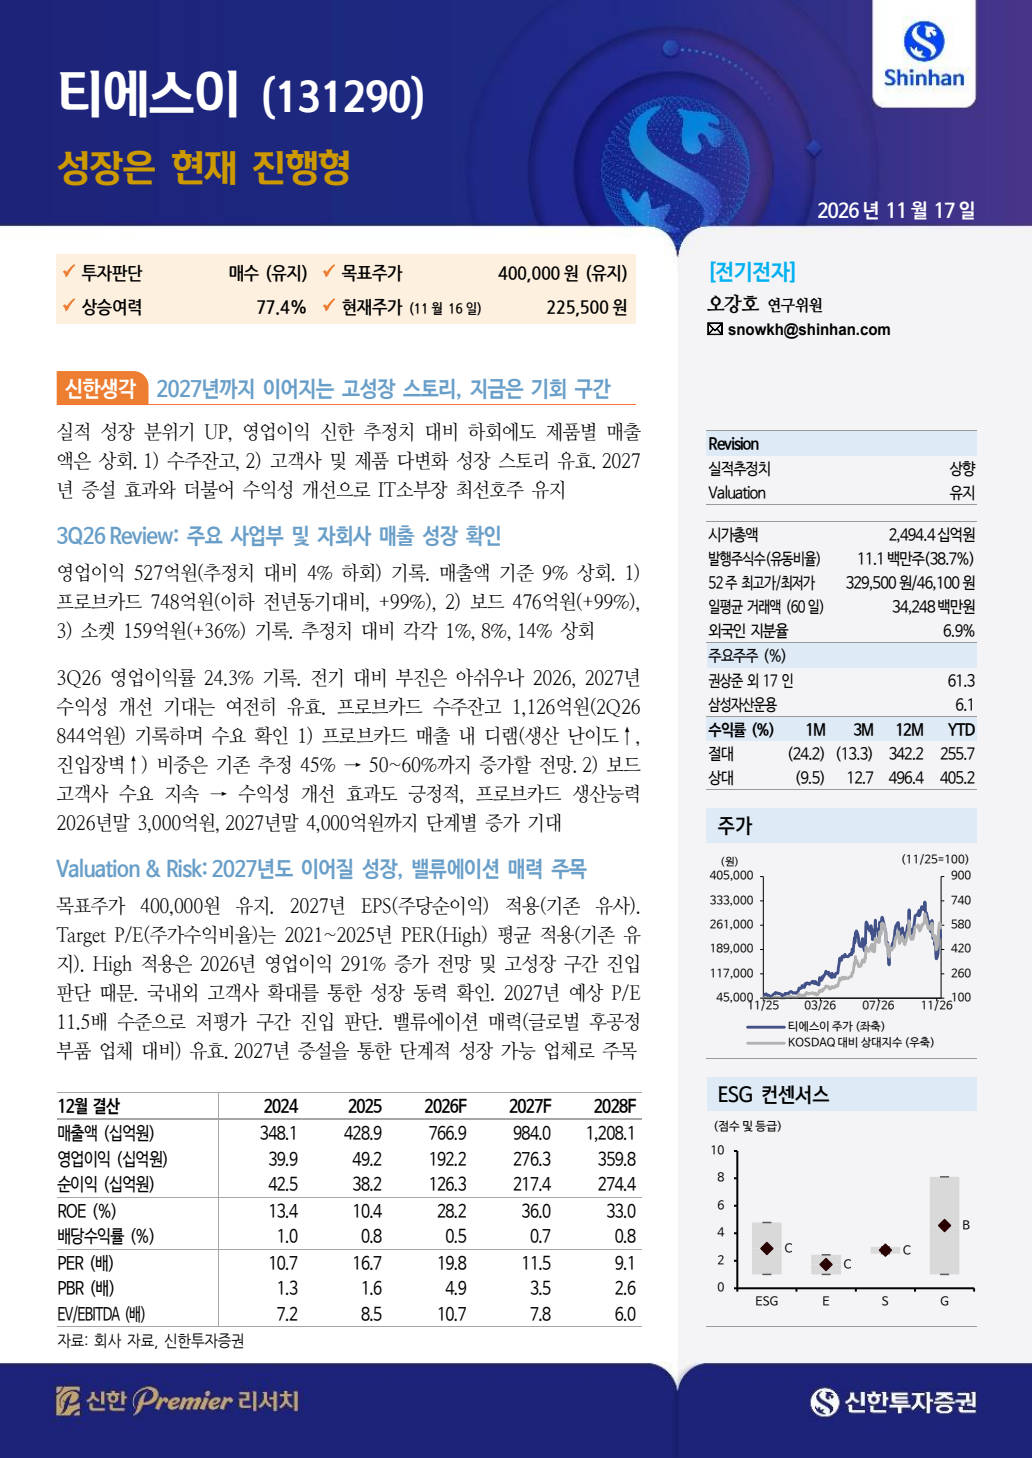 티에스이 (131290)
성장은 현재 진행형
Shinhan
2026년 11월 17일
✓ 투자판단 매수 (유지) ✓ 목표주가 400,000원 (유지)
✓ 상승여력 77.4% ✓ 현재주가 (11월 16일) 225,500원
신한생각 2027년까지 이어지는 고성장 스토리, 지금은 기회 구간
실적 성장 분위기 UP, 영업이익 신한 추정치 대비 하회에도 제품별 매출
액은 상회. 1) 수주잔고, 2) 고객사 및 제품 다변화 성장 스토리 유효. 2027
년 증설 효과와 더불어 수익성 개선으로 IT소부장 최선호주 유지
3Q26 Review: 주요 사업부 및 자회사 매출 성장 확인
영업이익 527억원(추정치 대비 4% 하회) 기록. 매출액 기준 9% 상회. 1)
프로브카드 748억원(이하 전년동기대비, +99%), 2) 보드 476억원(+99%),
3) 소켓 159억원(+36%) 기록. 추정치 대비 각각 1%, 8%, 14% 상회
3Q26 영업이익률 24.3% 기록. 전기 대비 부진은 아쉬우나 2026, 2027년
수익성 개선 기대는 여전히 유효. 프로브카드 수주잔고 1,126억원(2Q26
844억원) 기록하며 수요 확인 1) 프로브카드 매출 내 디램(생산 난이도↑,
진입장벽↑) 비중은 기존 추정 45% → 50~60%까지 증가할 전망. 2) 보드
고객사 수요 지속 → 수익성 개선 효과도 긍정적, 프로브카드 생산능력
2026년말 3,000억원, 2027년말 4,000억원까지 단계별 증가 기대
Valuation & Risk: 2027년도 이어질 성장, 밸류에이션 매력 주목
목표주가 400,000원 유지. 2027년 EPS(주당순이익) 적용(기존 유사).
Target P/E(주가수익비율)는 2021~2025년 PER(High) 평균 적용(기존 유
지). High 적용은 2026년 영업이익 291% 증가 전망 및 고성장 구간 진입
판단 때문. 국내외 고객사 확대를 통한 성장 동력 확인. 2027년 예상 P/E
11.5배 수준으로 저평가 구간 진입 판단. 밸류에이션 매력(글로벌 후공정
부품 업체 대비) 유효. 2027년 증설을 통한 단계적 성장 가능 업체로 주목
12월 결산 2024 2025 2026F 2027F 2028F
매출액 (십억원) 348.1 428.9 766.9 984.0 1,208.1
영업이익 (십억원) 39.9 49.2 192.2 276.3 359.8
순이익 (십억원) 42.5 38.2 126.3 217.4 274.4
ROE (%) 13.4 10.4 28.2 36.0 33.0
배당수익률 (%) 1.0 0.8 0.5 0.7 0.8
PER (배) 10.7 16.7 19.8 11.5 9.1
PBR (배) 1.3 1.6 4.9 3.5 2.6
EV/EBITDA (배) 7.2 8.5 10.7 7.8 6.0
자료: 회사 자료, 신한투자증권
[전기전자]
오강호 연구위원
snowkh@shinhan.com
Revision
실적추정치 상향
Valuation 유지
시가총액 2,494.4 십억원
발행주식수(유동비율) 11.1 백만주(38.7%)
52주 최고가/최저가 329,500 원/46,100 원
일평균 거래액 (60일) 34,248 백만원
외국인 지분율 6.9%
주요주주 (%)
권상준 외 17 인 61.3
삼성자산운용 6.1
수익률 (%) 1M 3M 12M YTD
절대 (24.2) (13.3) 342.2 255.7
상대 (9.5) 12.7 496.4 405.2
주가
(원) (11/25=100)
405,000 900
333,000 740
261,000 580
189,000 420
117,000 260
45,000 100
11/25 03/26 07/26 11/26
티에스이 주가 (좌축)
KOSDAQ 대비 상대지수 (우축)
ESG 컨센서스
(점수 및 등급)
10
8
6
4
2
0
C C C B
ESG E S G
신한 Premier 리서치
신한투자증권